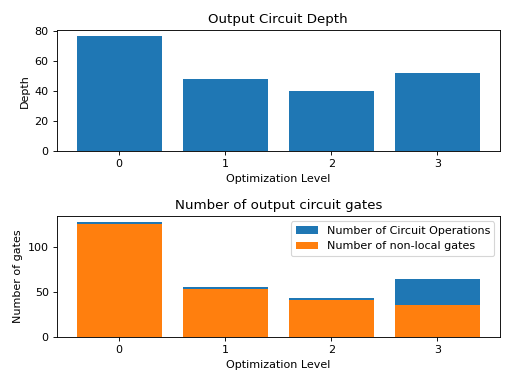 Output Circuit Depth
80
60
40
20
0
Depth
0 1 2 3
Optimization Level
Number of output circuit gates
Number of Circuit Operations
Number of non-local gates
100
50
0
Number of gates
0 1 2 3
Optimization Level